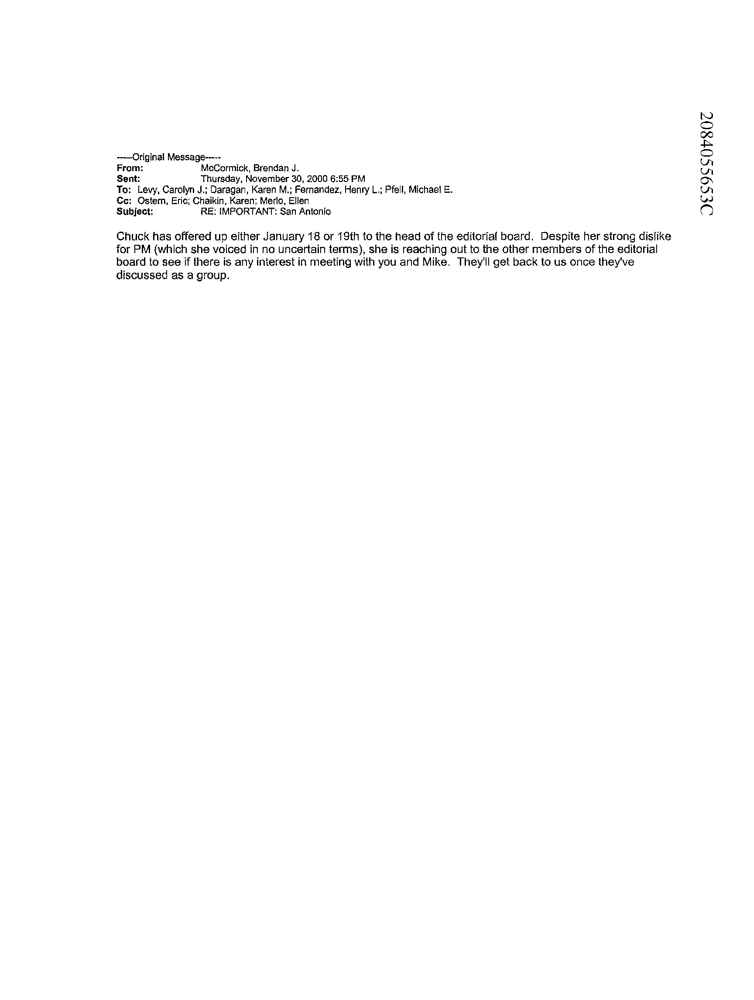 2084055653C
-----Original Message-----
From: McCormick, Brendan J.
Sent: Thursday, November 30, 2000 6:55 PM
To: Levy, Carolyn J.; Daragan, Karen M.; Fernandez, Henry L.; Pfeil, Michael E.
Cc: Ostern, Eric; Chaikin, Karen; Merlo, Ellen
Subject: RE: IMPORTANT: San Antonio
Chuck has offered up either January 18 or 19th to the head of the editorial board. Despite her strong dislike
for PM (which she voiced in no uncertain terms), she is reaching out to the other members of the editorial
board to see if there is any interest in meeting with you and Mike. They'll get back to us once they've
discussed as a group.